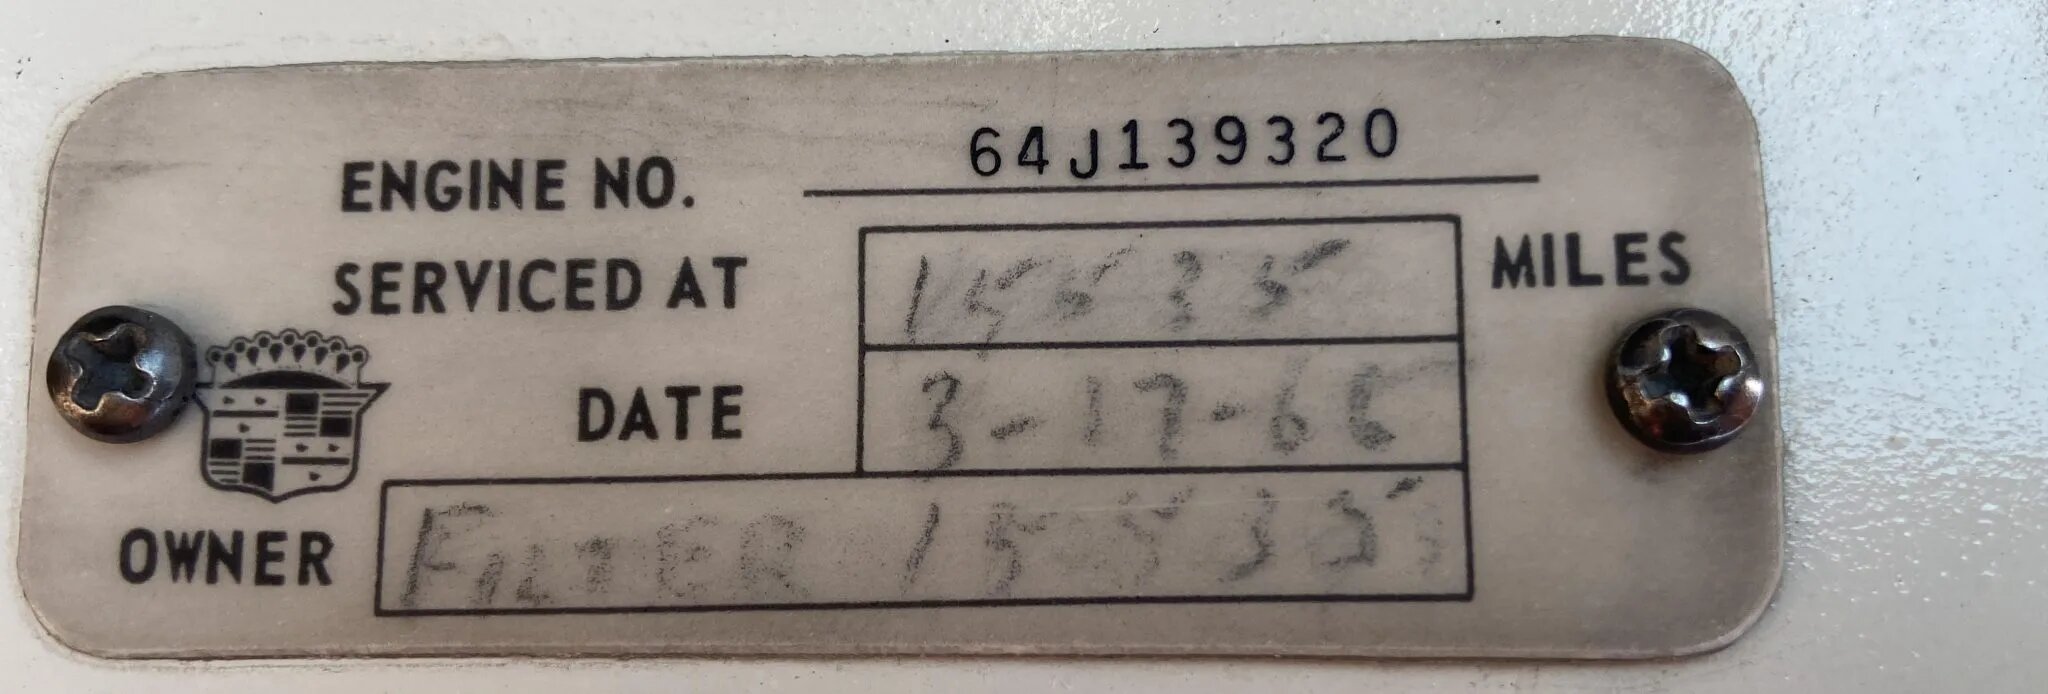 ENGINE NO. 64J139320
SERVICED AT 15535 MILES
DATE 3-17-66
OWNER FILTER 15535